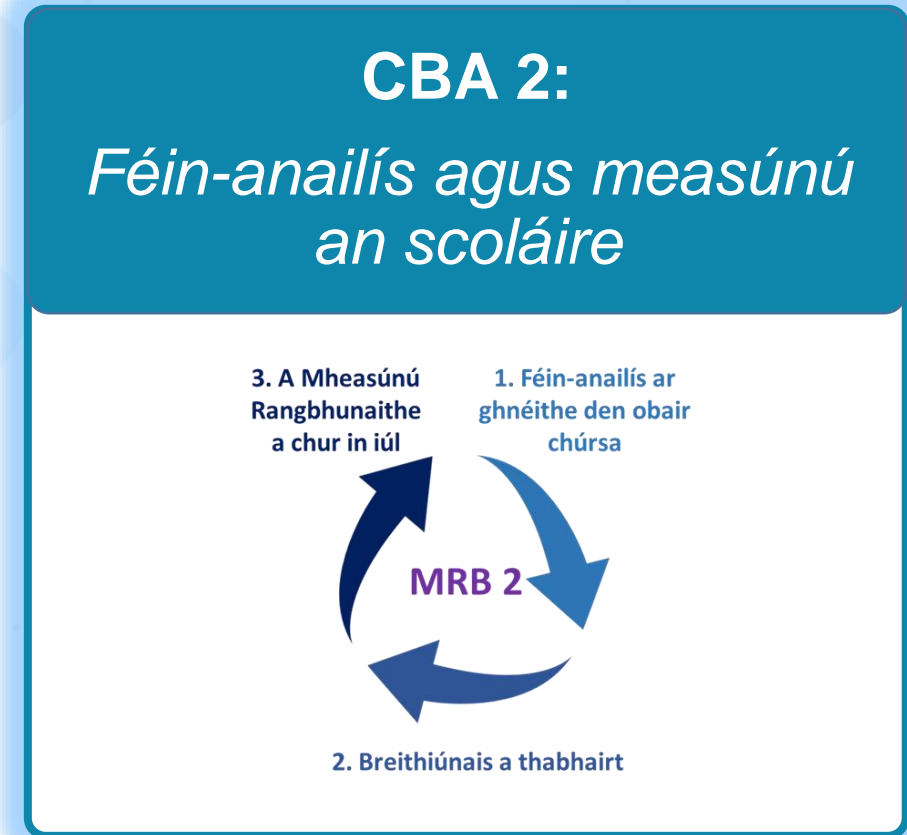 CBA 2:
Féin-anailís agus measúnú
an scoláire
3. A Mheasúnú
Rangbhunaithe
a chur in iúl
1. Féin-anailís ar
ghnéithe den obair
chúrsa
MRB 2
2. Breithiúnais a thabhairt